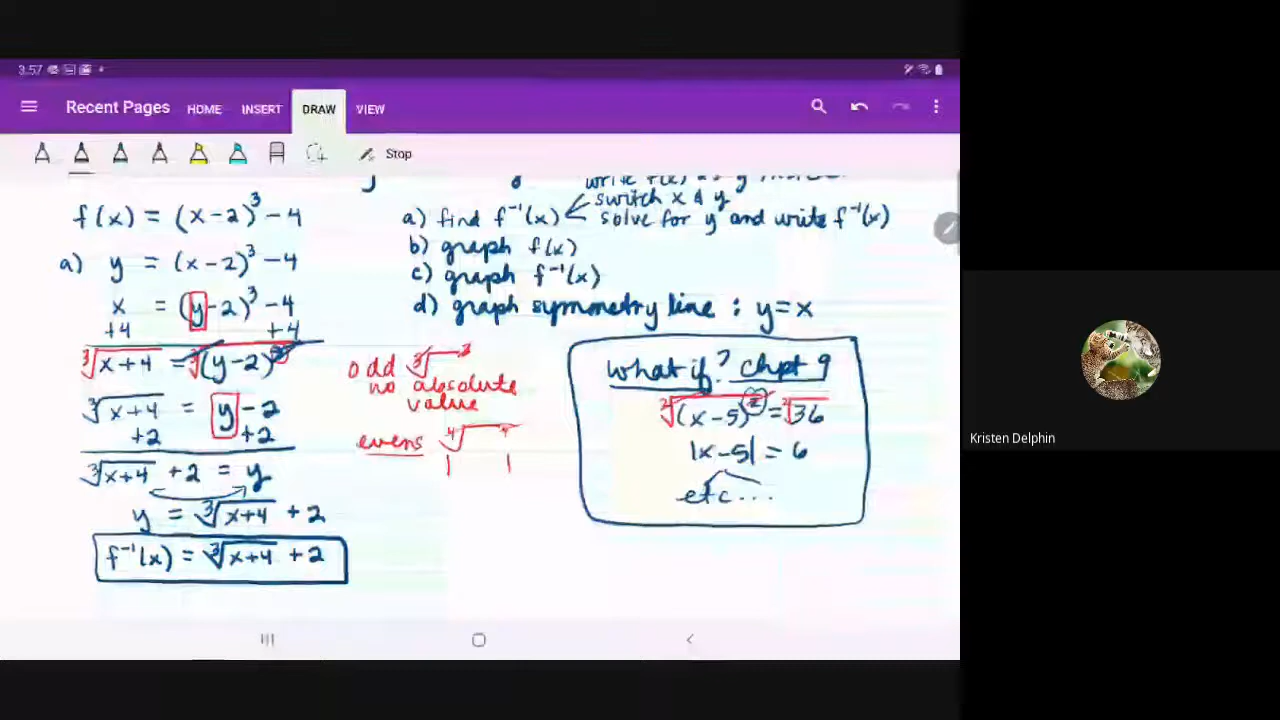 3:57
Recent Pages HOME INSERT DRAW VIEW
Stop
switch x & y
f(x) = (x-2)³ - 4
a) find f⁻¹(x) < solve for y and write f⁻¹(x)
b) graph f(x)
c) graph f⁻¹(x)
d) graph symmetry line : y=x
a) y = (x-2)³ - 4
x = (y-2)³ - 4
+4 +4
∛x+4 = ∛(y-2)³
∛x+4 = y-2
+2 +2
∛x+4 + 2 = y
y = ∛x+4 + 2
f⁻¹(x) = ∛x+4 + 2
odd ∛ ³
no absolute
value
evens ∜ ⁴
| |
what if? chpt 9
²√(x-5)² = ²√36
|x-5| = 6
etc...
Kristen Delphin